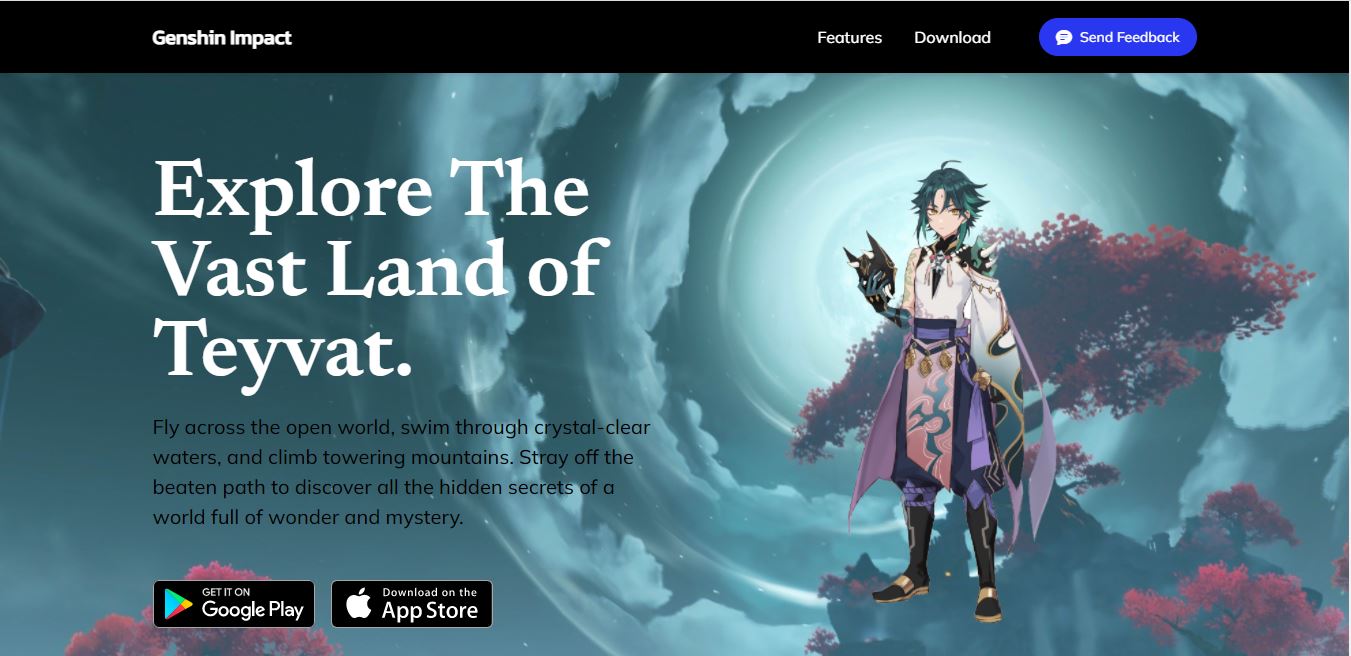 Genshin Impact
Features
Download
Send Feedback
Explore The
Vast Land of
Teyvat.
Fly across the open world, swim through crystal-clear
waters, and climb towering mountains. Stray off the
beaten path to discover all the hidden secrets of a
world full of wonder and mystery.
GET IT ON
Google Play
Download on the
App Store